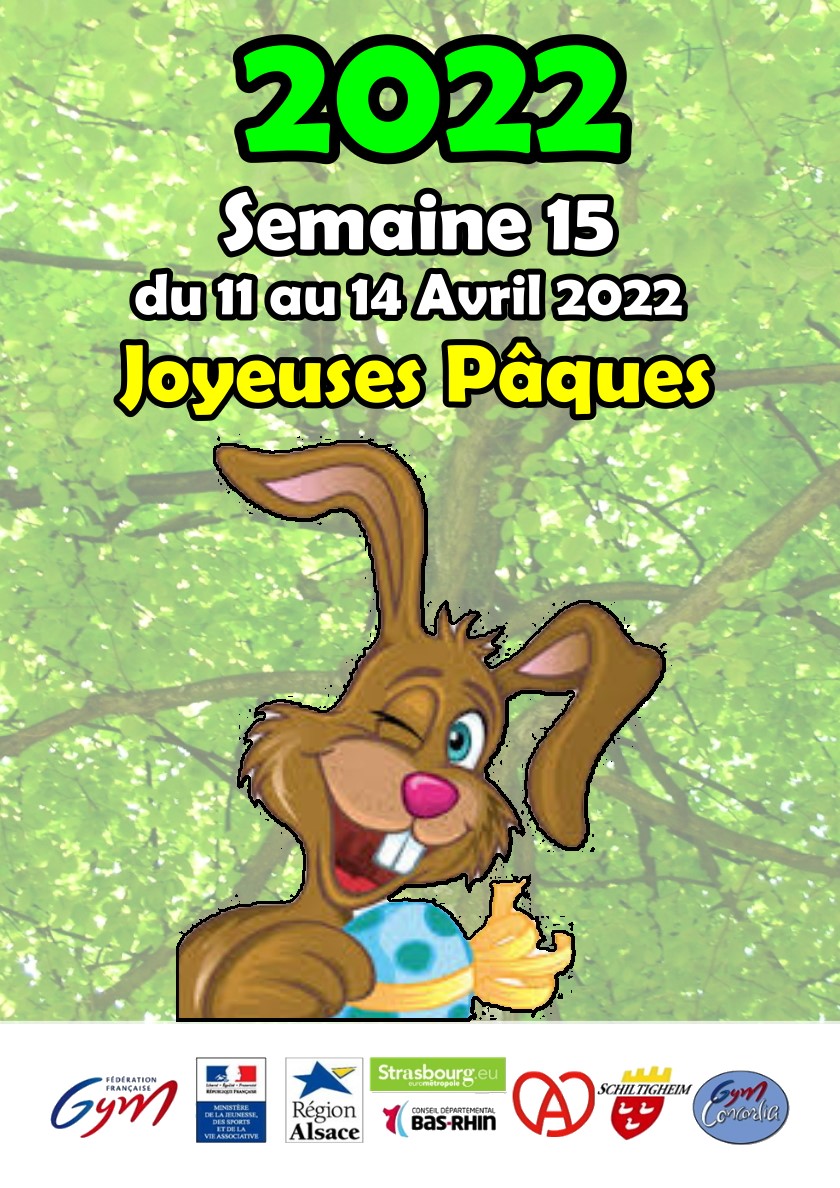 2022
Semaine 15
du 11 au 14 Avril 2022
Joyeuses Pâques
FÉDÉRATION
FRANÇAISE
Gym
Liberté • Égalité • Fraternité
RÉPUBLIQUE FRANÇAISE
MINISTÈRE
DE LA JEUNESSE,
DES SPORTS
ET DE LA
VIE ASSOCIATIVE
Région
Alsace
Strasbourg.eu
eurométropole
CONSEIL DÉPARTEMENTAL
BAS-RHIN
A
SCHILTIGHEIM
Gym
Concordia